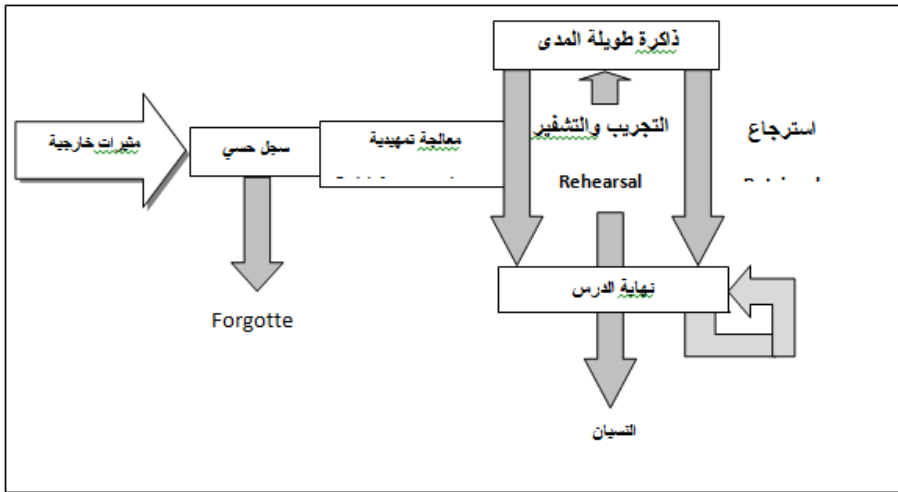 ذاكرة طويلة المدى
مثيرات خارجية
سجل حسي
معالجة تمهيدية
التجريب والتشفير
استرجاع
Rehearsal
نهاية الدرس
Forgotte
النسيان